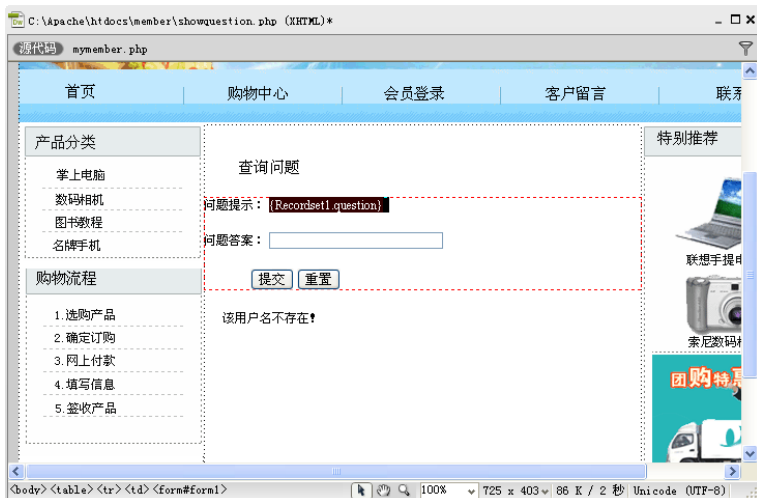 C:\Apache\htdocs\member\showquestion.php (XHTML)*
源代码 mymember.php
首页 购物中心 会员登录 客户留言 联系
产品分类
掌上电脑
数码相机
图书教程
名牌手机
购物流程
1.选购产品
2.确定订购
3.网上付款
4.填写信息
5.签收产品
查询问题
问题提示： {Recordset1.question}
问题答案：
提交 重置
该用户名不存在!
特别推荐
联想手提电
索尼数码相
团购特惠
<body> <table> <tr> <td> <form#form1>
100% 725 x 403 86 K / 2 秒 Unicode (UTF-8)